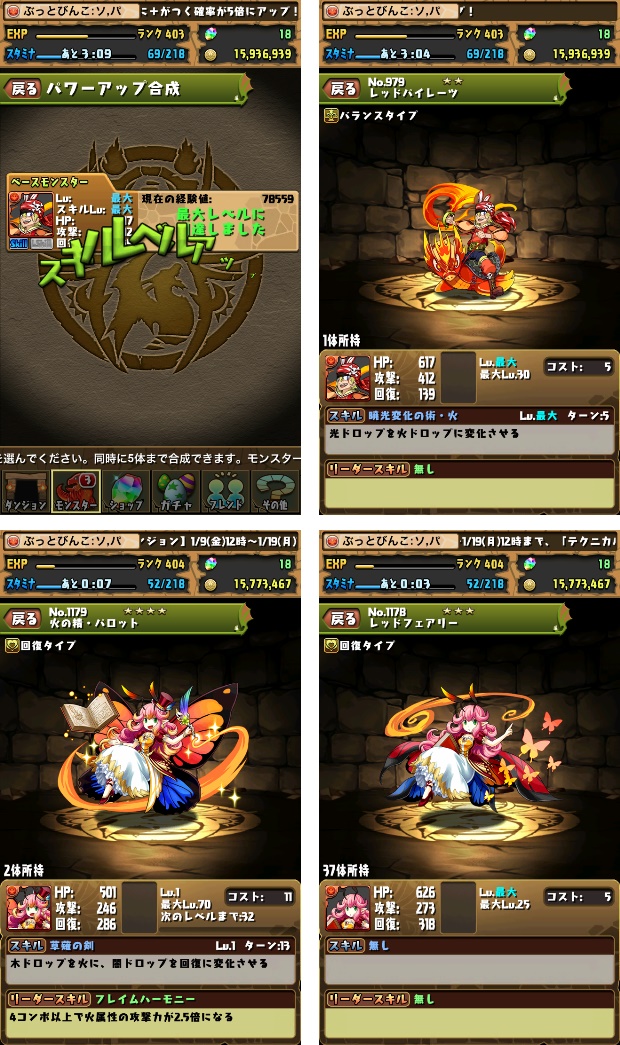 ぶっとびんこ:ソ,パ
に+がつく確率が5倍にアップ!
EXP
ランク 403
18
スタミナ
あと3:09
69/218
15,936,939
戻る
パワーアップ合成
ベースモンスター
Lv:
最大
スキルLv:
最大
HP:
攻撃:
現在の経験値:
78559
最大レベルに
達しました
スキルレベルアップ
を選んでください。同時に5体まで合成できます。モンスター
ダンジョン
モンスター
3
ショップ
ガチャ
フレンド
その他
ぶっとびんこ:ソ,パ
EXP
ランク 403
18
スタミナ
あと3:04
69/218
15,936,939
戻る
No.979
★★
レッドパイレーツ
バランスタイプ
1体所持
HP: 617
攻撃: 412
回復: 139
Lv.最大
最大Lv.30
コスト: 5
スキル 暁光変化の術・火
Lv.最大 ターン:5
光ドロップを火ドロップに変化させる
リーダースキル 無し
ぶっとびんこ:ソ,パ
ジョン】1/9(金)12時~1/19(月)
EXP
ランク 404
18
スタミナ
あと0:07
52/218
15,773,467
戻る
No.1179
★★★★
火の精・パロット
回復タイプ
2体所持
HP: 501
攻撃: 246
回復: 286
Lv.1
最大Lv.70
次のレベルまで:32
コスト: 11
スキル 草薙の剣
Lv.1 ターン:13
木ドロップを火に、闇ドロップを回復に変化させる
リーダースキル フレイムハーモニー
4コンボ以上で火属性の攻撃力が2.5倍になる
ぶっとびんこ:ソ,パ
1/19(月)12時まで、「テクニカル
EXP
ランク 404
18
スタミナ
あと0:03
52/218
15,773,467
戻る
No.1178
★★★
レッドフェアリー
回復タイプ
37体所持
HP: 626
攻撃: 273
回復: 318
Lv.最大
最大Lv.25
コスト: 5
スキル 無し
リーダースキル 無し